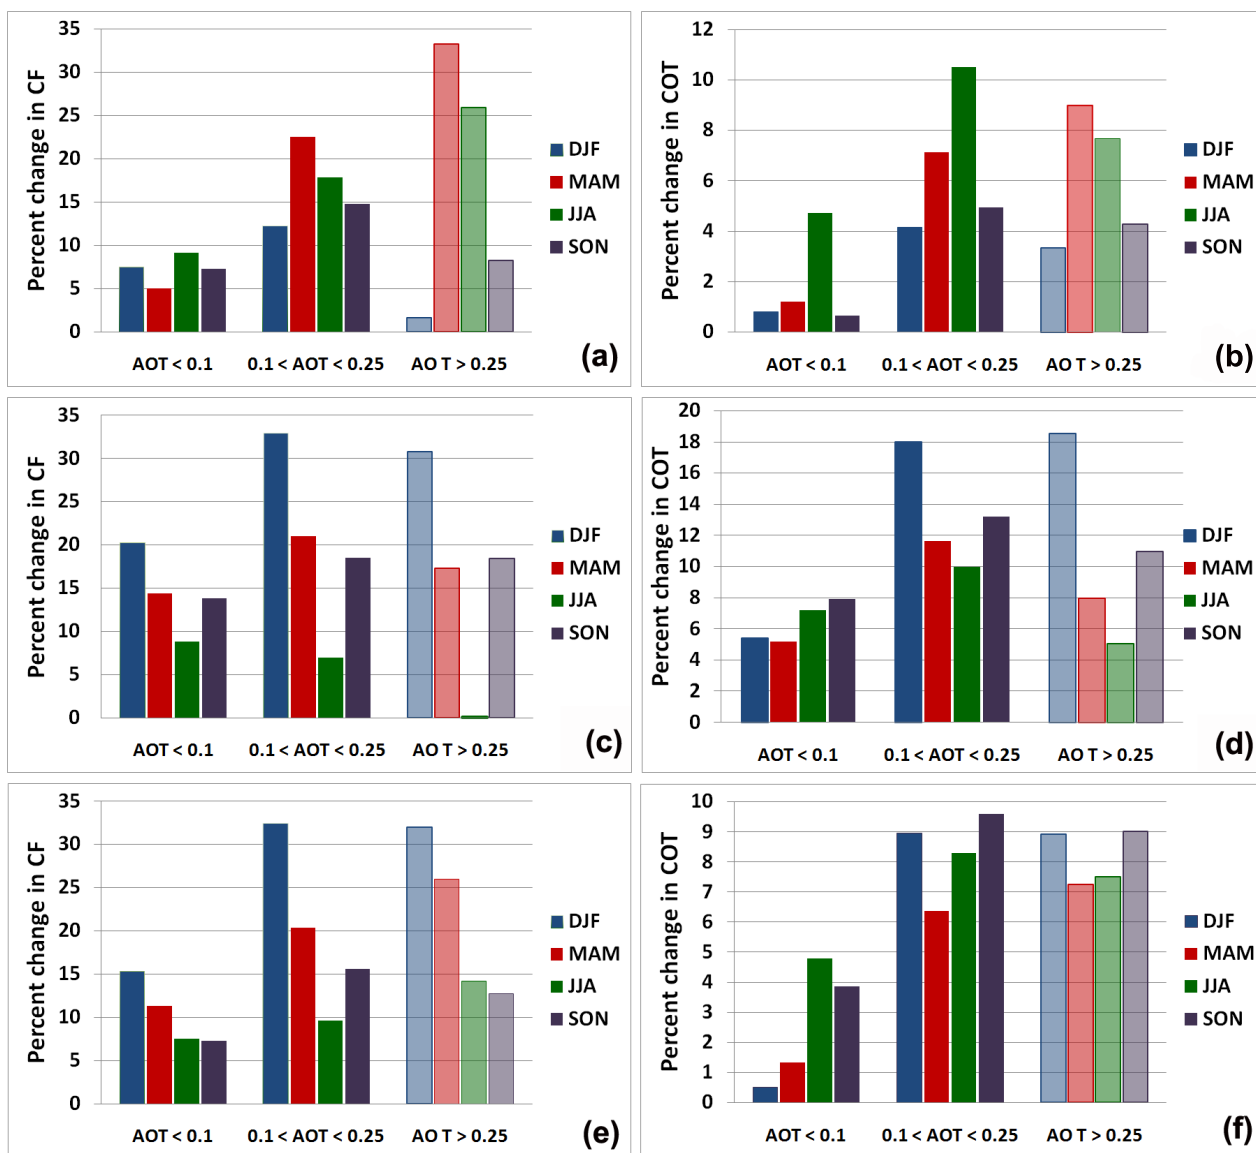 Percent change in CF
35
30
25
20
15
10
5
0
AOT < 0.1
0.1 < AOT < 0.25
AO T > 0.25
DJF
MAM
JJA
SON
(a)
Percent change in COT
12
10
8
6
4
2
0
AOT < 0.1
0.1 < AOT < 0.25
AO T > 0.25
DJF
MAM
JJA
SON
(b)
Percent change in CF
35
30
25
20
15
10
5
0
AOT < 0.1
0.1 < AOT < 0.25
AO T > 0.25
DJF
MAM
JJA
SON
(c)
Percent change in COT
20
18
16
14
12
10
8
6
4
2
0
AOT < 0.1
0.1 < AOT < 0.25
AO T > 0.25
DJF
MAM
JJA
SON
(d)
Percent change in CF
35
30
25
20
15
10
5
0
AOT < 0.1
0.1 < AOT < 0.25
AO T > 0.25
DJF
MAM
JJA
SON
(e)
Percent change in COT
10
9
8
7
6
5
4
3
2
1
0
AOT < 0.1
0.1 < AOT < 0.25
AO T > 0.25
DJF
MAM
JJA
SON
(f)